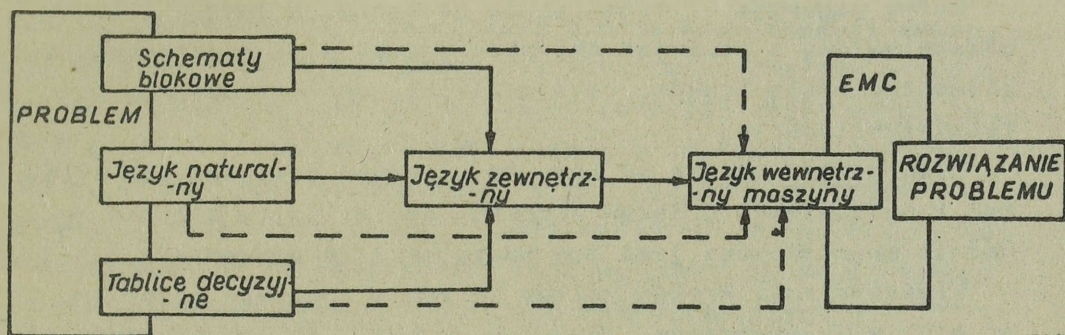 PROBLEM
Schematy
blokowe
Język natural-
-ny
Tablice decyzyj-
-ne
Język zewnętrz-
-ny
Język wewnętrz-
-ny maszyny
EMC
ROZWIĄZANIE
PROBLEMU